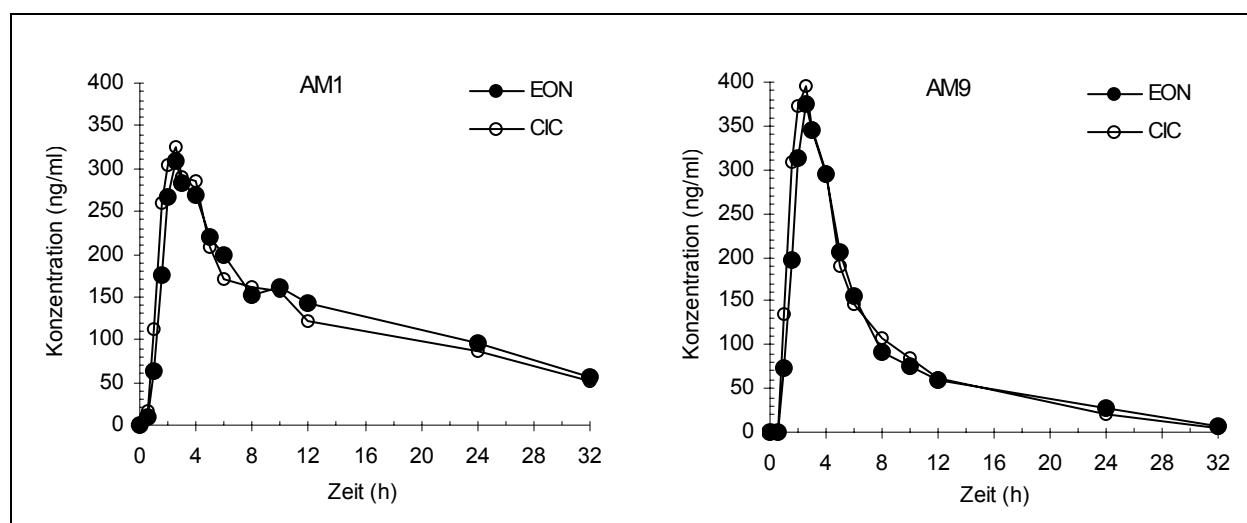 AM1
EON
CIC
Konzentration (ng/ml)
400
350
300
250
200
150
100
50
0
0 4 8 12 16 20 24 28 32
Zeit (h)
AM9
EON
CIC
Konzentration (ng/ml)
400
350
300
250
200
150
100
50
0
0 4 8 12 16 20 24 28 32
Zeit (h)